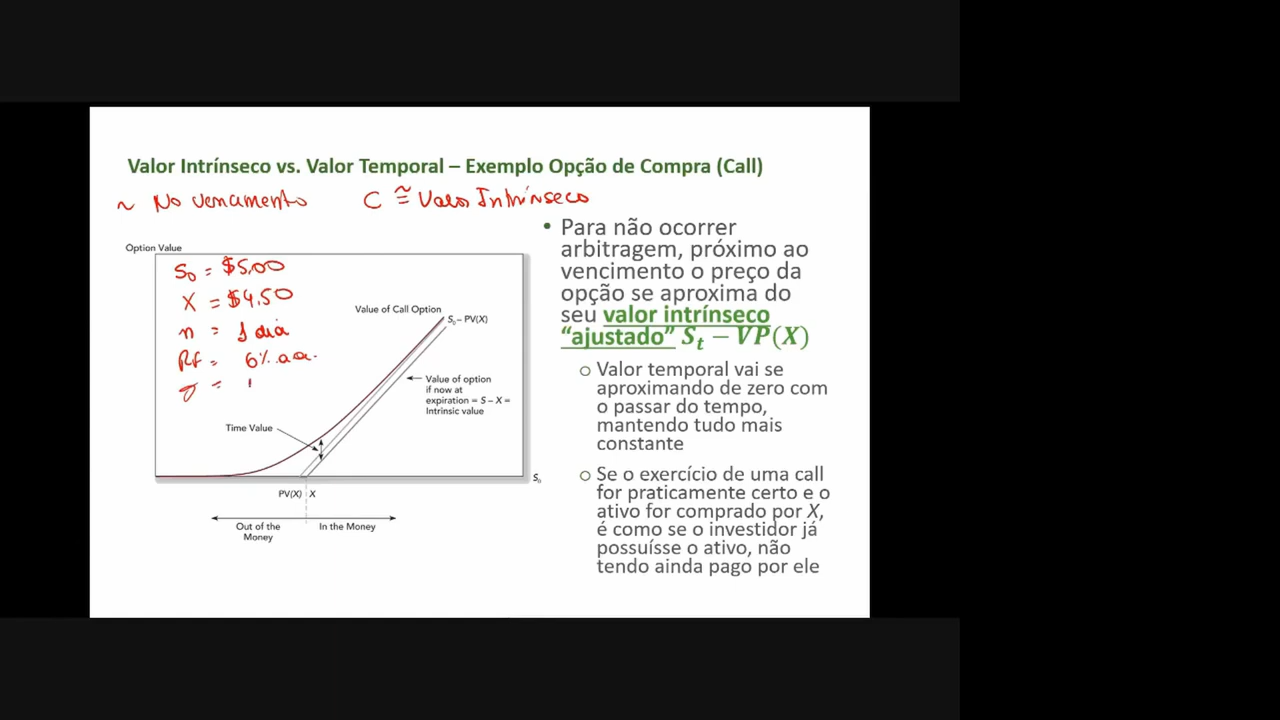 Valor Intrínseco vs. Valor Temporal – Exemplo Opção de Compra (Call)
~ No vencimento C ≅ Valor Intrínseco
Option Value
S₀ = $5,00
X = $4,50
n = 1 dia
Rf = 6% a.a.
σ =
Value of Call Option
S₀ – PV(X)
Value of option
if now at
expiration = S – X =
Intrinsic value
Time Value
S₀
PV(X) X
Out of the
Money
In the Money
• Para não ocorrer
arbitragem, próximo ao
vencimento o preço da
opção se aproxima do
seu valor intrínseco
“ajustado” Sₜ − VP(X)
o Valor temporal vai se
aproximando de zero com
o passar do tempo,
mantendo tudo mais
constante
o Se o exercício de uma call
for praticamente certo e o
ativo for comprado por X,
é como se o investidor já
possuísse o ativo, não
tendo ainda pago por ele